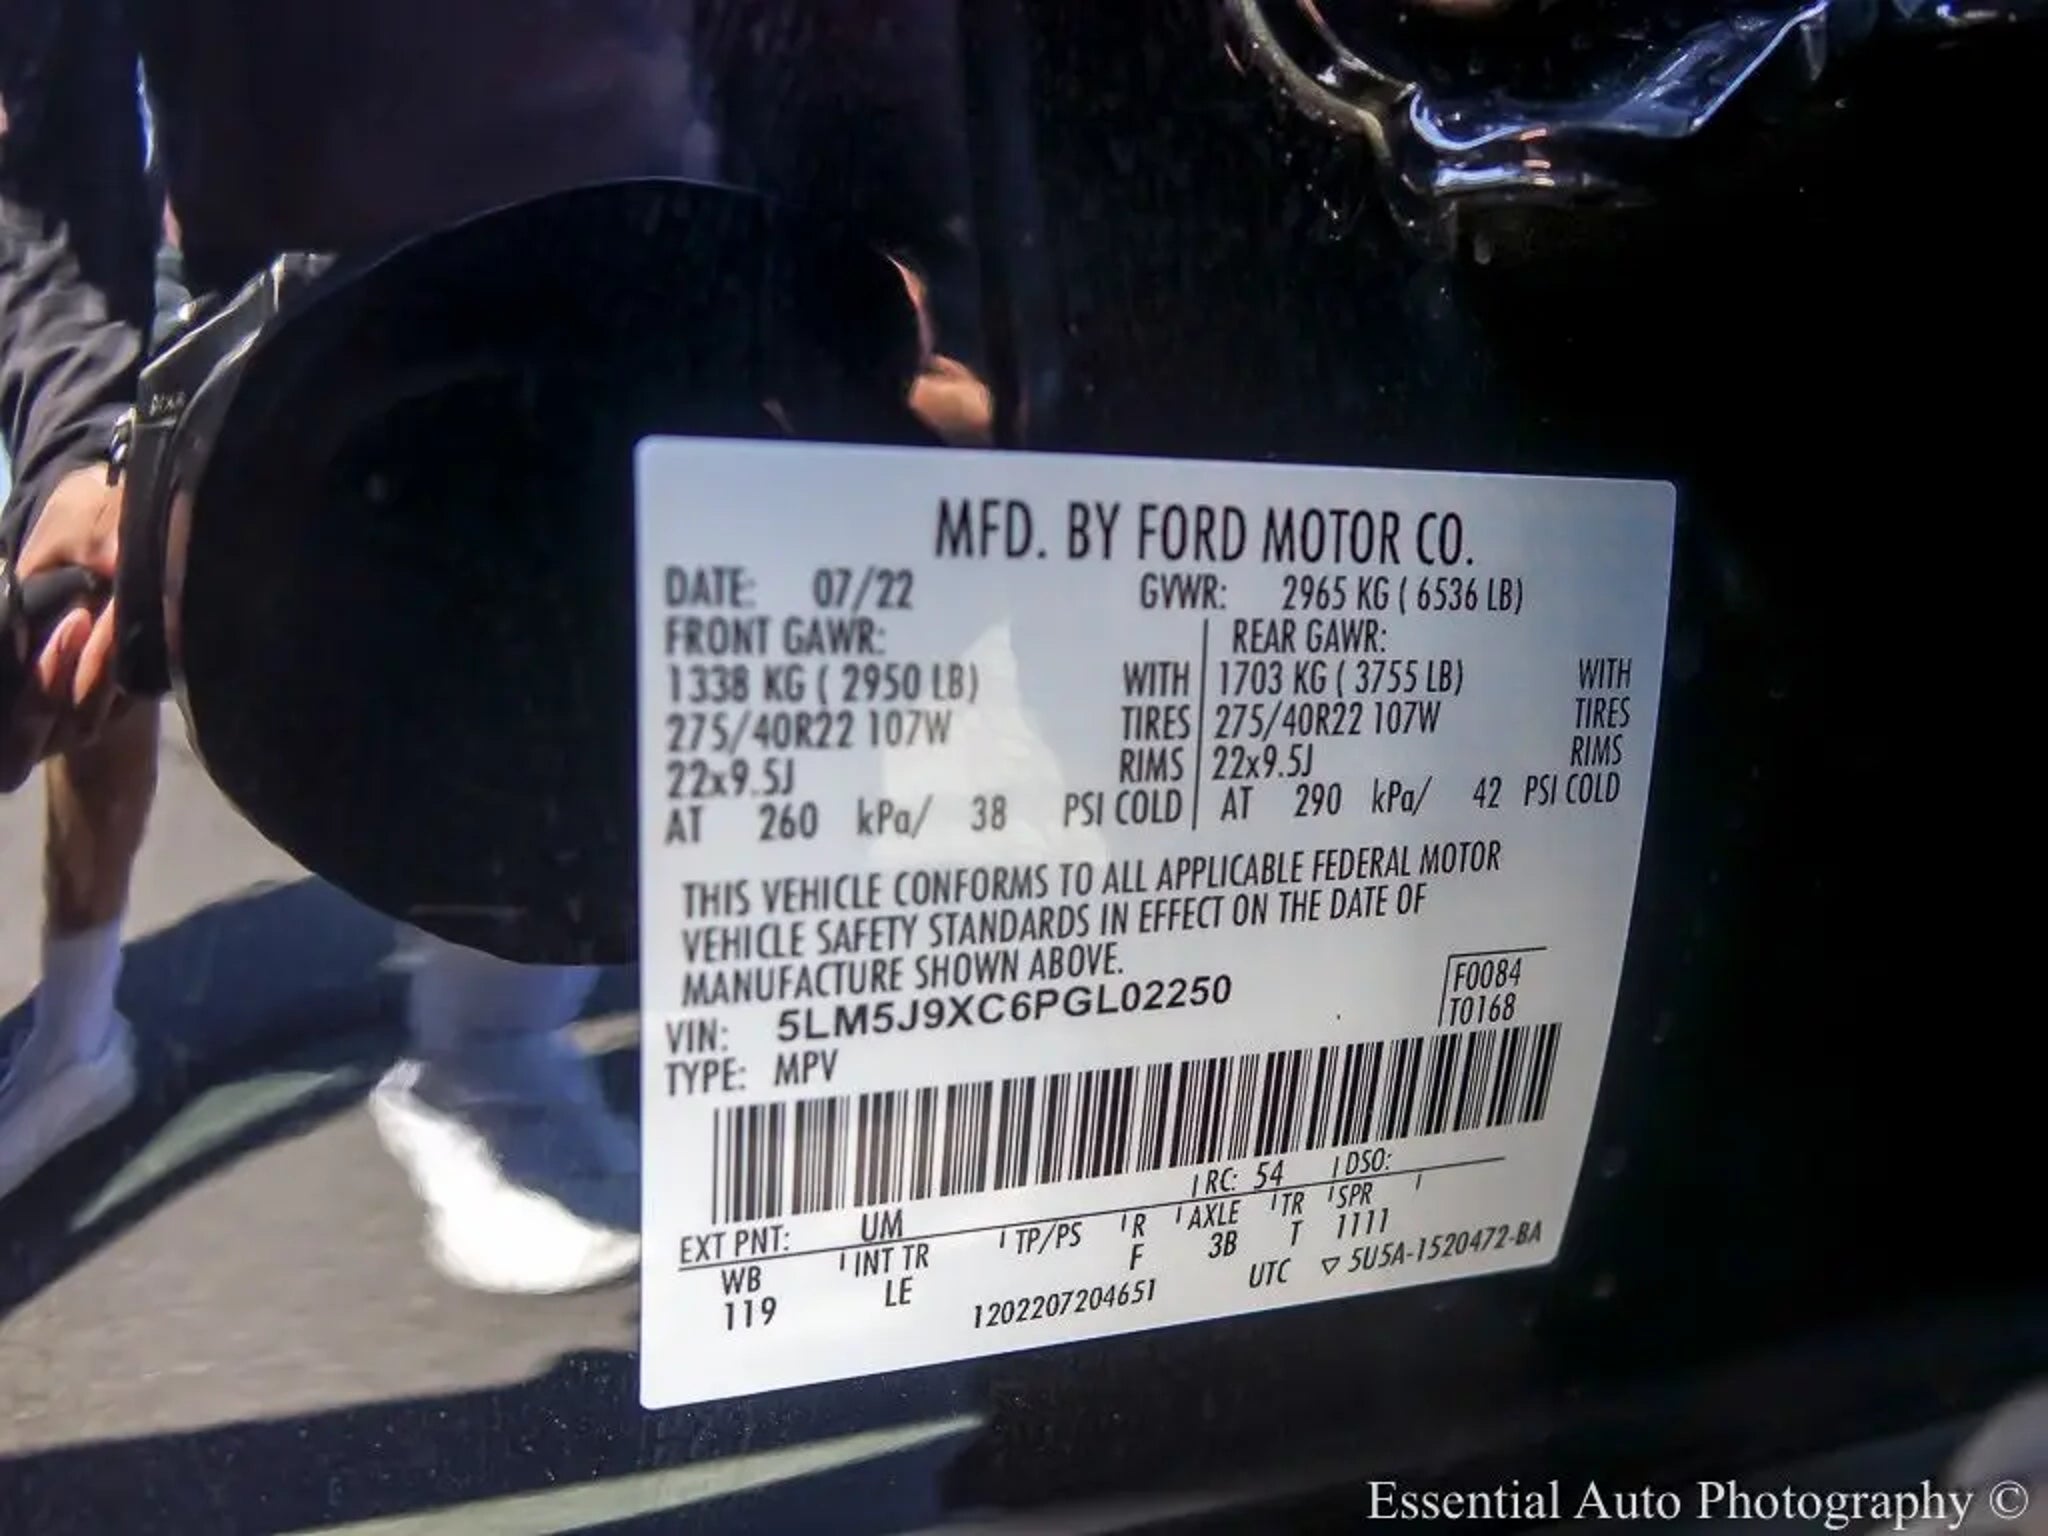 MFD. BY FORD MOTOR CO.
DATE: 07/22 GVWR: 2965 KG ( 6536 LB)
FRONT GAWR: REAR GAWR:
1338 KG ( 2950 LB) WITH 1703 KG ( 3755 LB) WITH
275/40R22 107W TIRES 275/40R22 107W TIRES
22x9.5J RIMS 22x9.5J RIMS
AT 260 kPa/ 38 PSI COLD AT 290 kPa/ 42 PSI COLD
THIS VEHICLE CONFORMS TO ALL APPLICABLE FEDERAL MOTOR
VEHICLE SAFETY STANDARDS IN EFFECT ON THE DATE OF
MANUFACTURE SHOWN ABOVE.
VIN: 5LM5J9XC6PGL02250
F0084
T0168
TYPE: MPV
EXT PNT: UM RC: 54 DSO:
WB INT TR TP/PS R AXLE TR SPR
119 LE F 3B T 1111
1202207204651 UTC ▽ 5U5A-1520472-BA
Essential Auto Photography ©